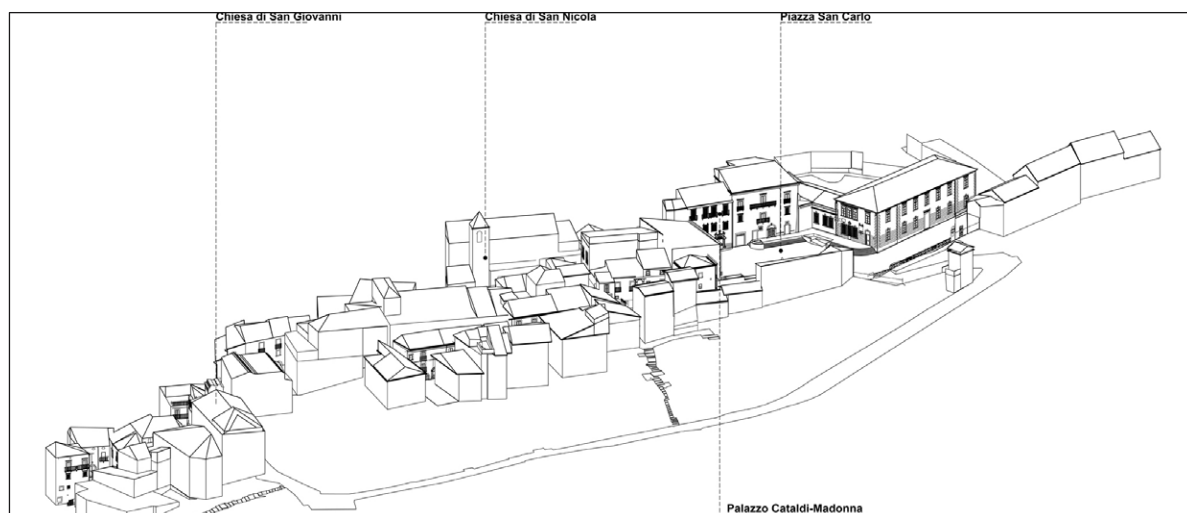 Chiesa di San Giovanni
Chiesa di San Nicola
Piazza San Carlo
Palazzo Cataldi-Madonna